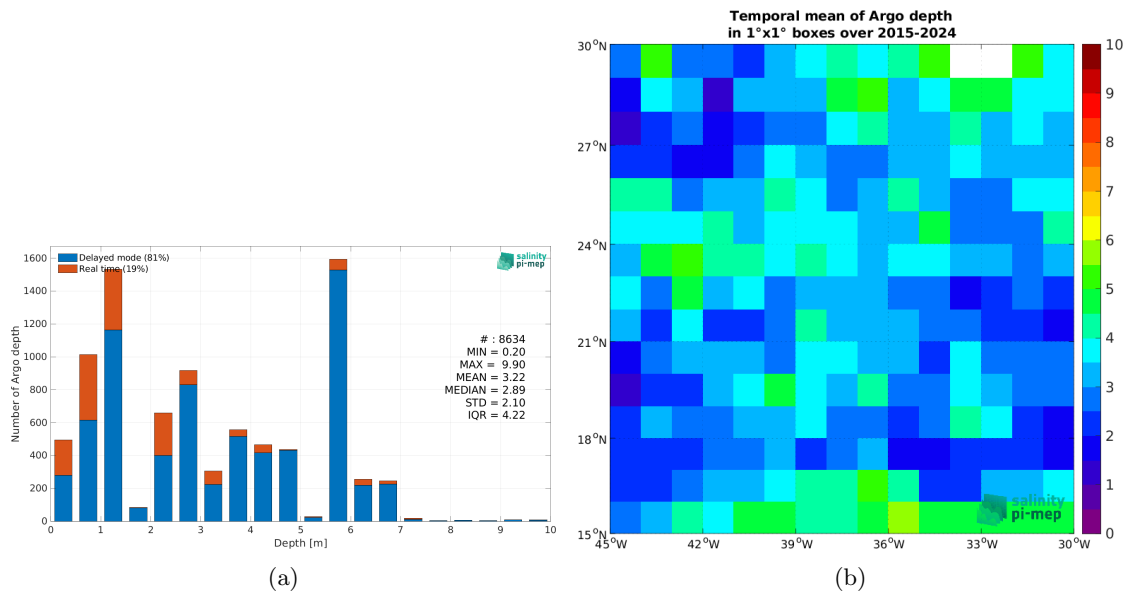 Temporal mean of Argo depth
in 1°x1° boxes over 2015-2024
Delayed mode (81%)
Real time (19%)
salinity
pi-mep
# : 8634
MIN = 0.20
MAX = 9.90
MEAN = 3.22
MEDIAN = 2.89
STD = 2.10
IQR = 4.22
Number of Argo depth
1600
1400
1200
1000
800
600
400
200
0
0 1 2 3 4 5 6 7 8 9 10
Depth [m]
(a)
30°N
27°N
24°N
21°N
18°N
15°N
45°W 42°W 39°W 36°W 33°W 30°W
salinity
pi-mep
10
9
8
7
6
5
4
3
2
1
0
(b)